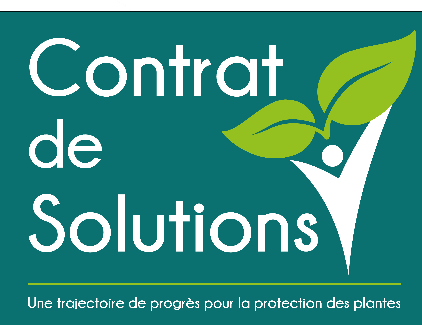 Contrat
de
Solutions
Une trajectoire de progrès pour la protection des plantes